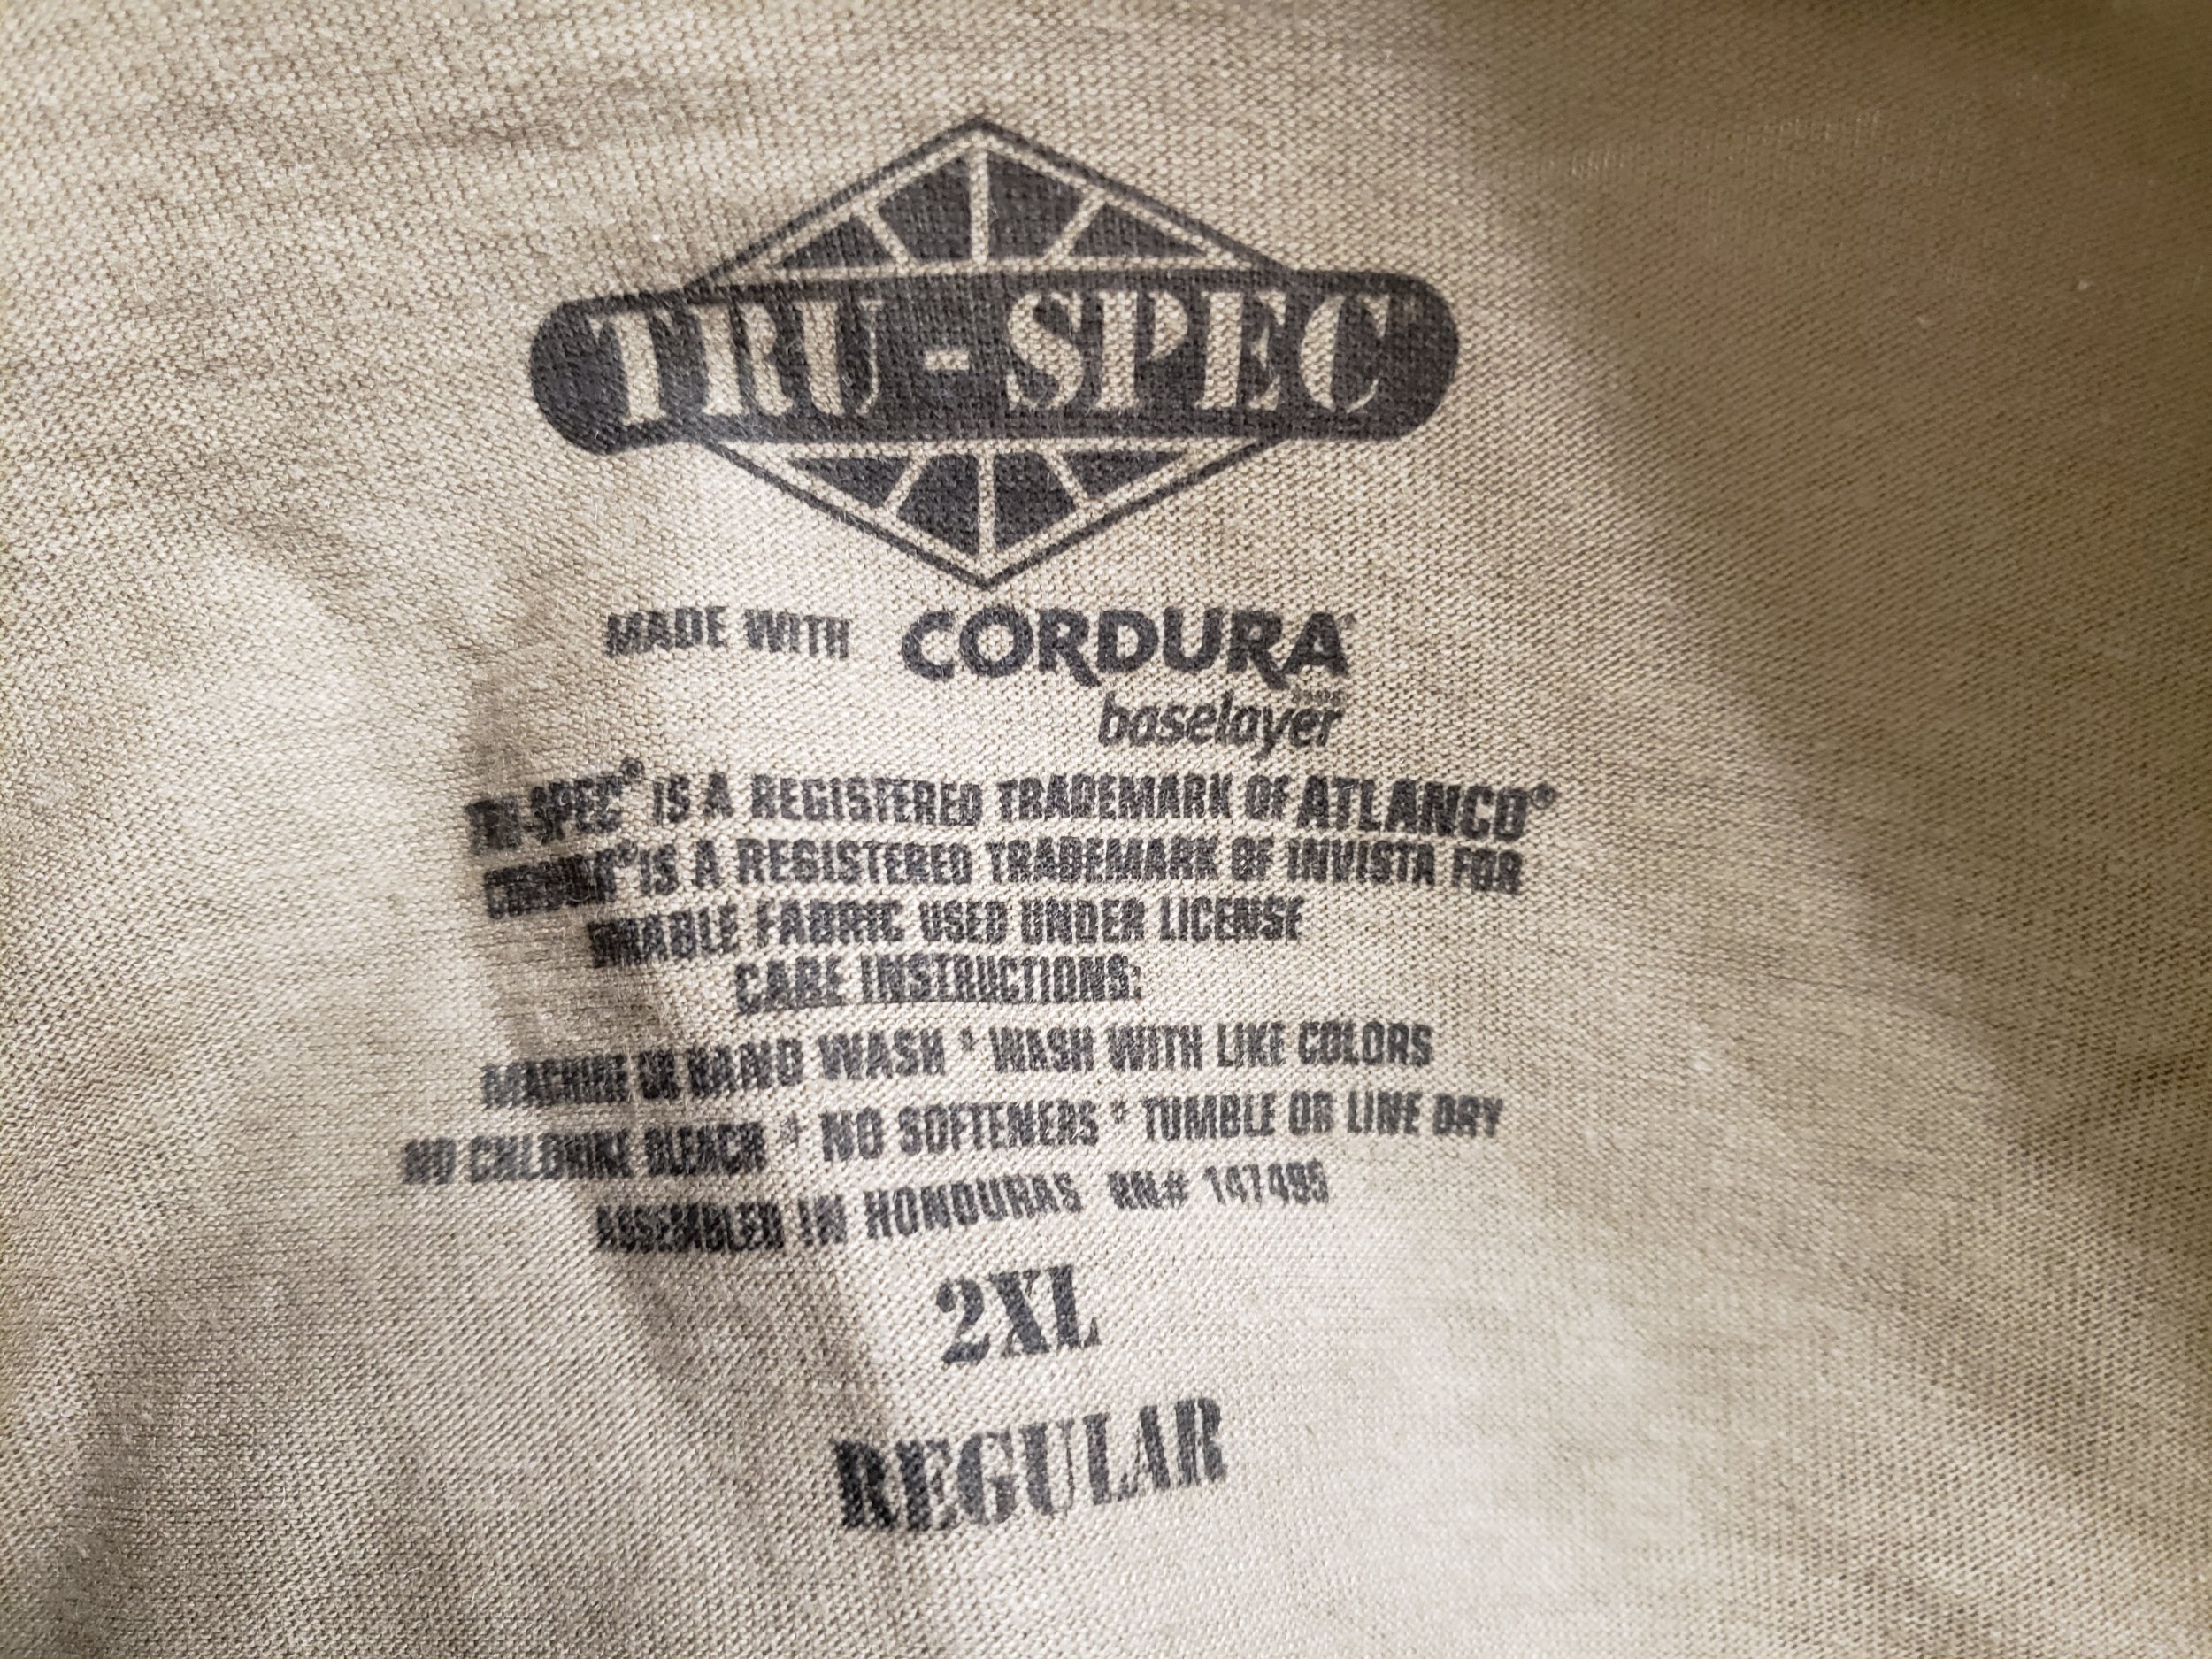 TRU-SPEC
MADE WITH CORDURA
baselayer
TRU-SPEC® IS A REGISTERED TRADEMARK OF ATLANCO®
CORDURA® IS A REGISTERED TRADEMARK OF INVISTA FOR
DURABLE FABRIC USED UNDER LICENSE
CARE INSTRUCTIONS:
MACHINE OR HAND WASH * WASH WITH LIKE COLORS
NO CHLORINE BLEACH * NO SOFTENERS * TUMBLE OR LINE DRY
ASSEMBLED IN HONDURAS RN# 147495
2XL
REGULAR